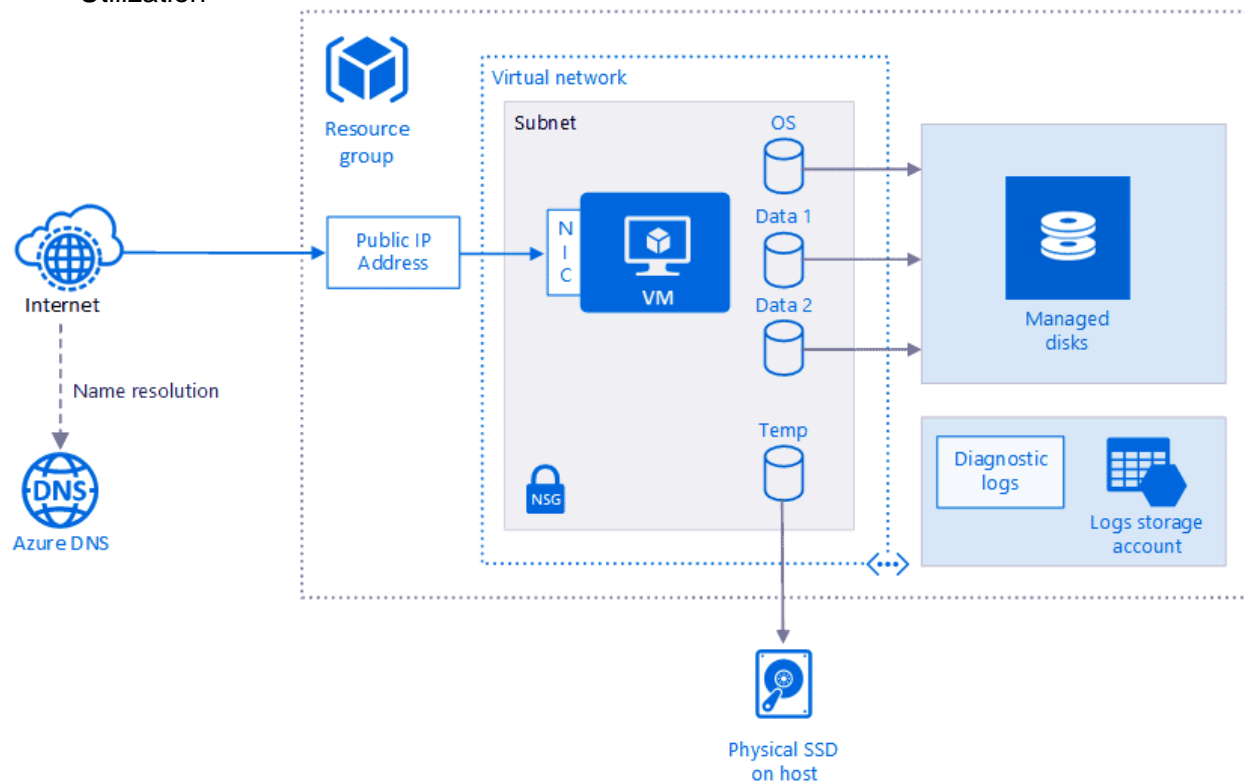 Utilization
Resource
group
Virtual network
Subnet
OS
Data 1
Data 2
Temp
N
I
C
VM
NSG
Public IP
Address
Internet
Name resolution
DNS
Azure DNS
Managed
disks
Diagnostic
logs
Logs storage
account
Physical SSD
on host